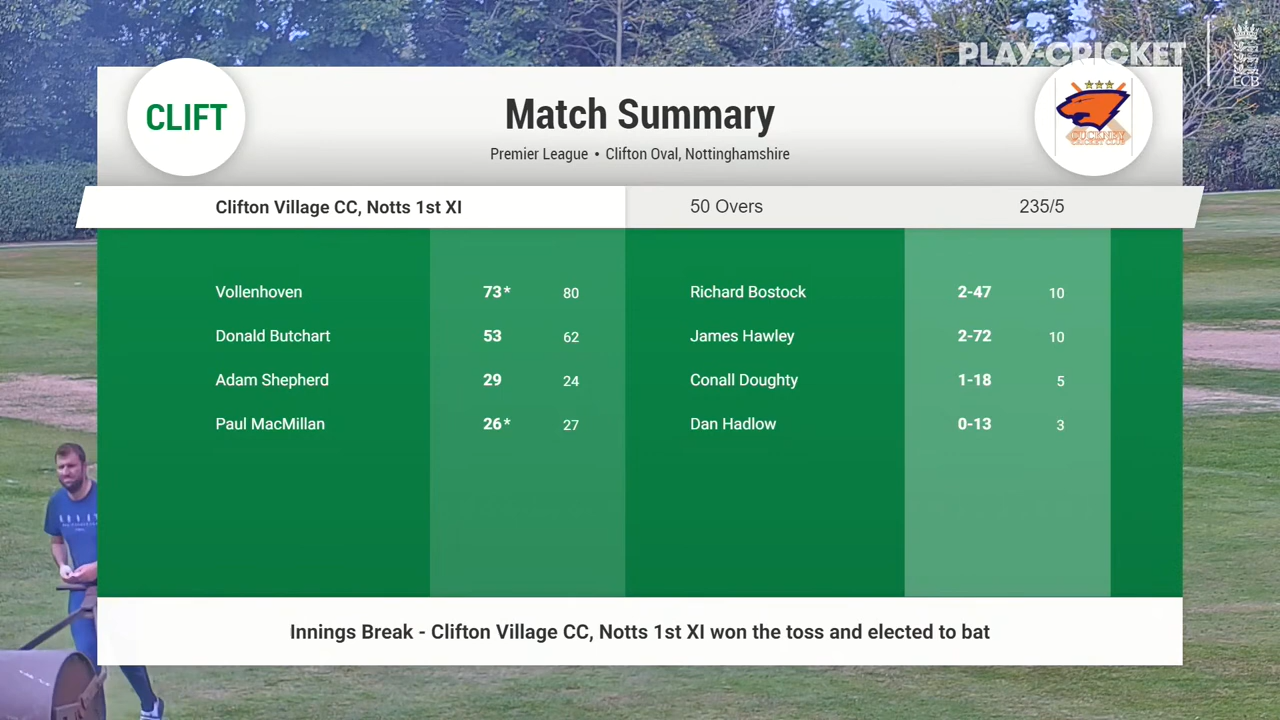 PLAY-CRICKET
CLIFT
Match Summary
Premier League • Clifton Oval, Nottinghamshire
CUCKNEY
CRICKET CLUB
Clifton Village CC, Notts 1st XI 50 Overs 235/5
Vollenhoven 73* 80 Richard Bostock 2-47 10
Donald Butchart 53 62 James Hawley 2-72 10
Adam Shepherd 29 24 Conall Doughty 1-18 5
Paul MacMillan 26* 27 Dan Hadlow 0-13 3
Innings Break - Clifton Village CC, Notts 1st XI won the toss and elected to bat